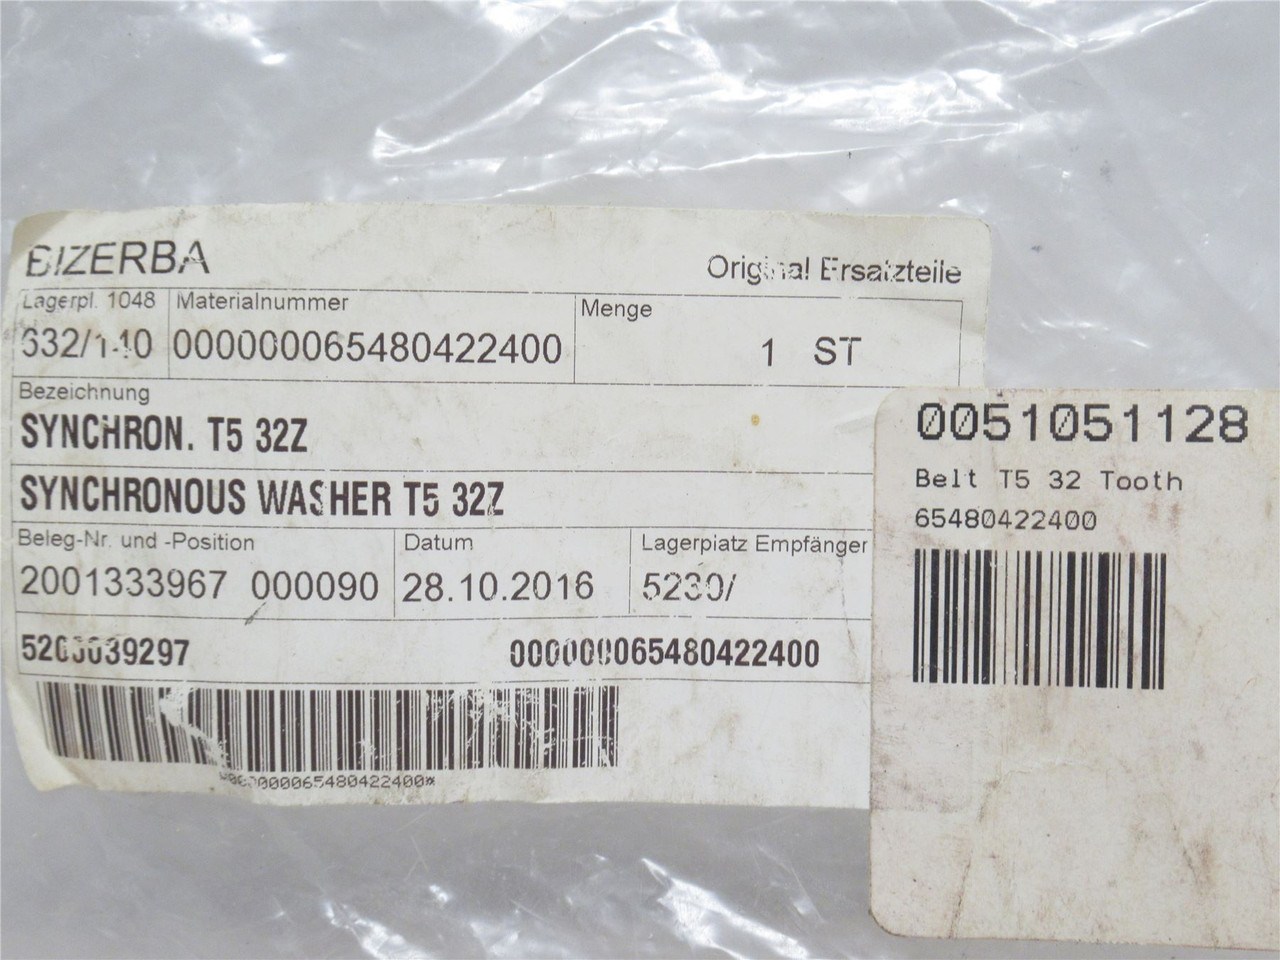 BIZERBA
Original Ersatzteile
Lagerpl. 1048 Materialnummer Menge
632/1-10 000000065480422400 1 ST
Bezeichnung
SYNCHRON. T5 32Z
SYNCHRONOUS WASHER T5 32Z
Beleg-Nr. und -Position Datum Lagerplatz Empfänger
2001333967 000090 28.10.2016 5230/
000000065480422400
*000000065480422400*
0051051128
Belt T5 32 Tooth
65480422400